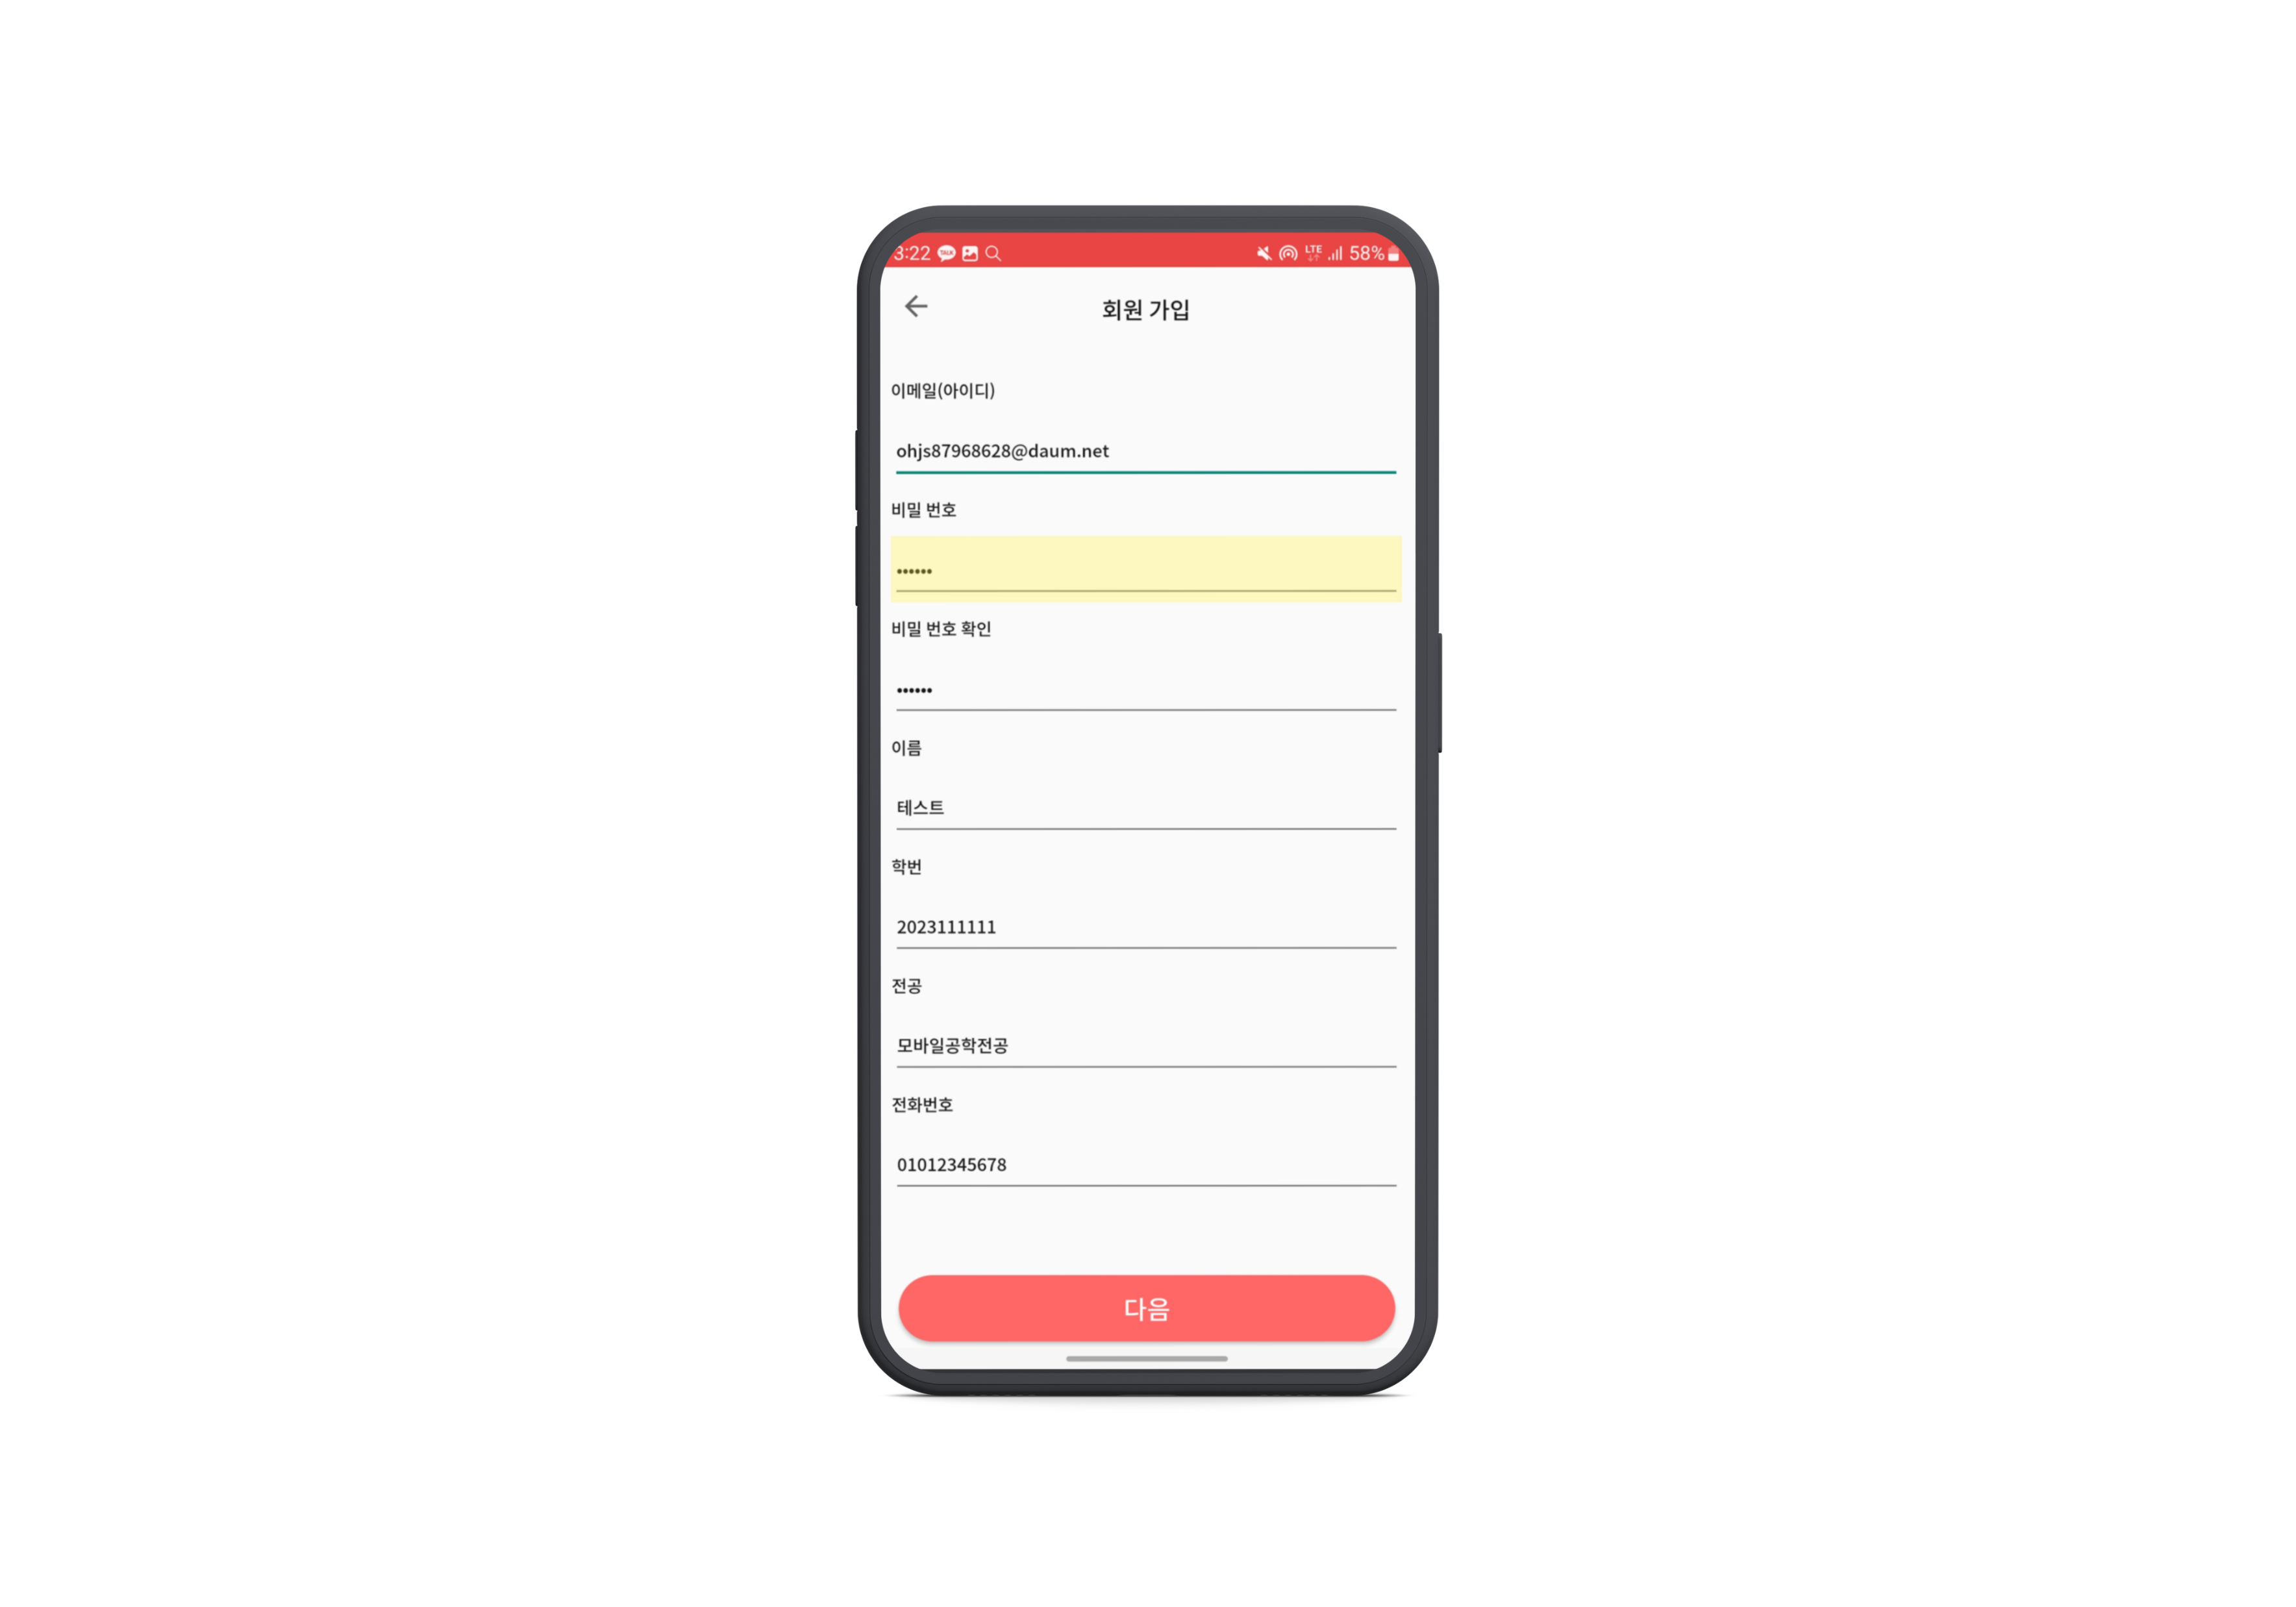 3:22 TALK LTE 58%
회원 가입
이메일(아이디)
ohjs87968628@daum.net
비밀 번호
••••••
비밀 번호 확인
••••••
이름
테스트
학번
2023111111
전공
모바일공학전공
전화번호
01012345678
다음